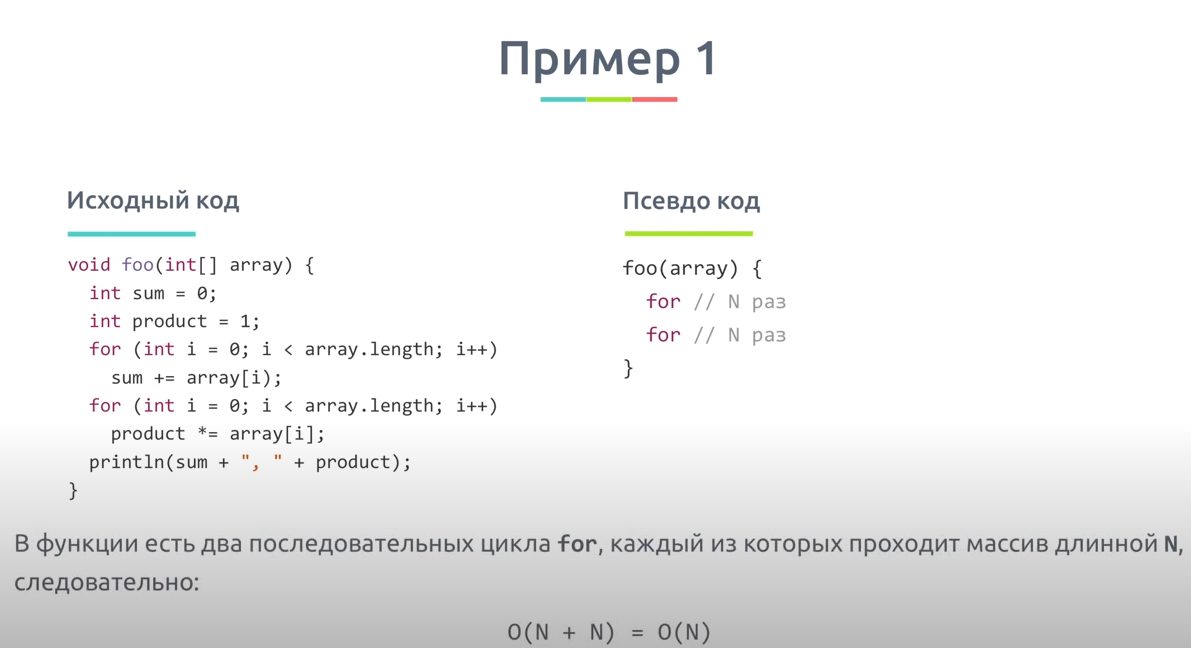 Пример 1
Исходный код
void foo(int[] array) {
  int sum = 0;
  int product = 1;
  for (int i = 0; i < array.length; i++)
    sum += array[i);
  for (int i = 0; i < array.length; i++)
    product *= array[i];
  println(sum + ", " + product);
}
Псевдо код
foo(array) {
  for // N раз
  for // N раз
}
В функции есть два последовательных цикла for, каждый из которых проходит массив длинной N,
следовательно:
O(N + N) = O(N)